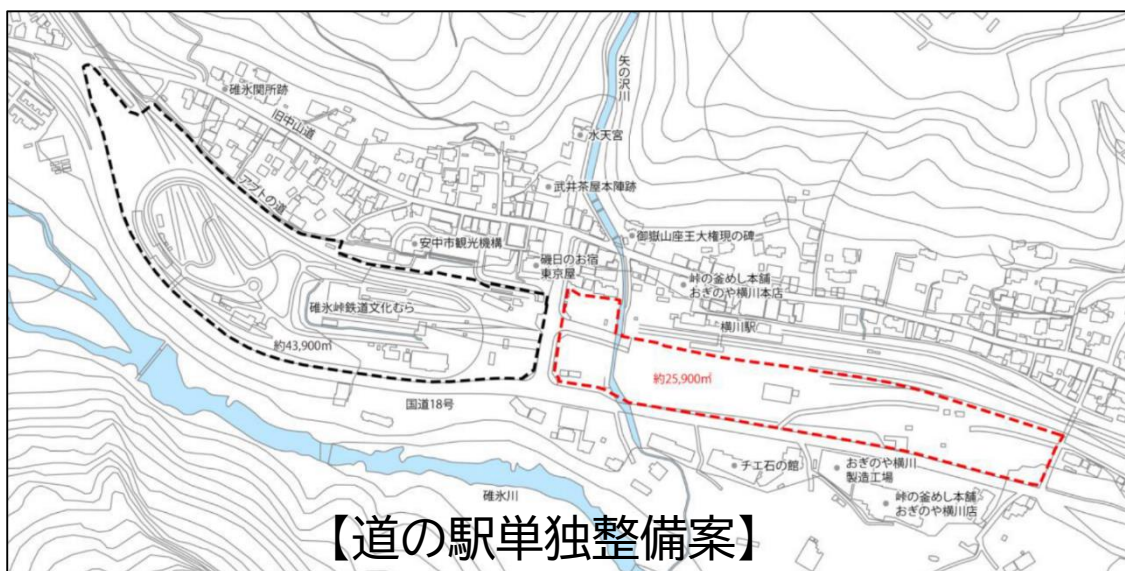 碓氷関所跡
旧中山道
矢の沢川
水天宮
武井茶屋本陣跡
アプトの道
安中市観光機構
御嶽山座王大権現の碑
磯日のお宿
東京屋
峠の釜めし本舗
おぎのや横川本店
碓氷峠鉄道文化むら
横川駅
約43,900㎡
約25,900㎡
国道18号
チエ石の館
おぎのや横川
製造工場
碓氷川
峠の釜めし本舗
おぎのや横川店
【道の駅単独整備案】